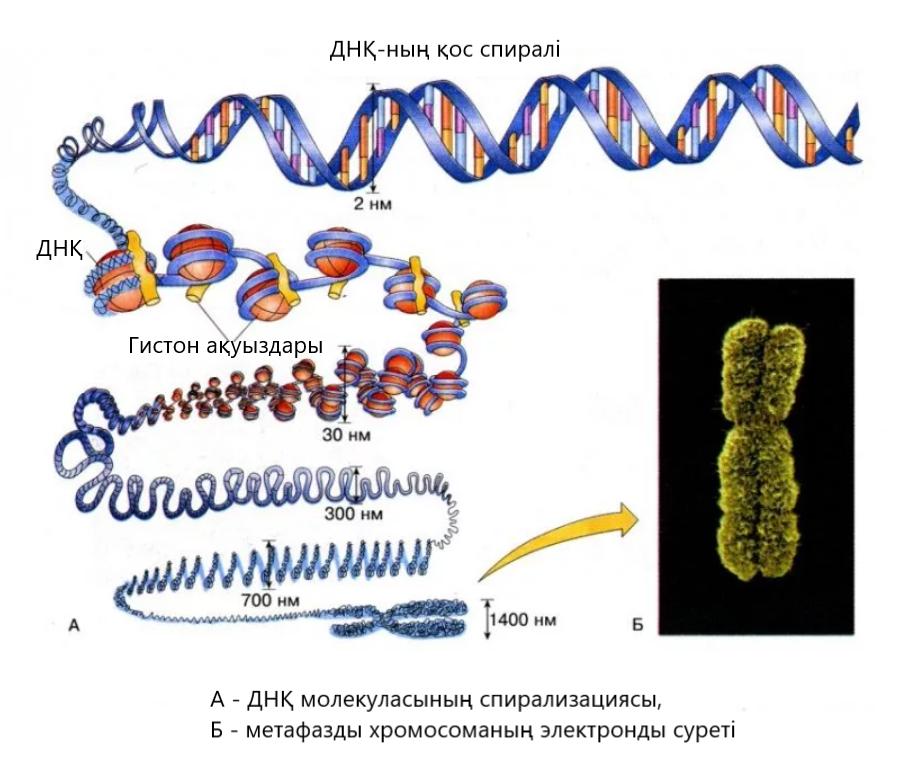 ДНҚ-ның қос спиралі
2 нм
ДНҚ
Гистон ақуыздары
30 нм
300 нм
700 нм
1400 нм
А
Б
А - ДНҚ молекуласының спирализациясы,
Б - метафазды хромосоманың электронды суреті